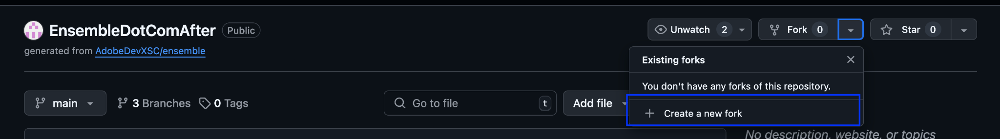 EnsembleDotComAfter Public
Unwatch 2 Fork 0 Star 0
generated from AdobeDevXSC/ensemble
Existing forks
You don't have any forks of this repository.
Create a new fork
main 3 Branches 0 Tags Go to file t Add file
No description, website, or topics